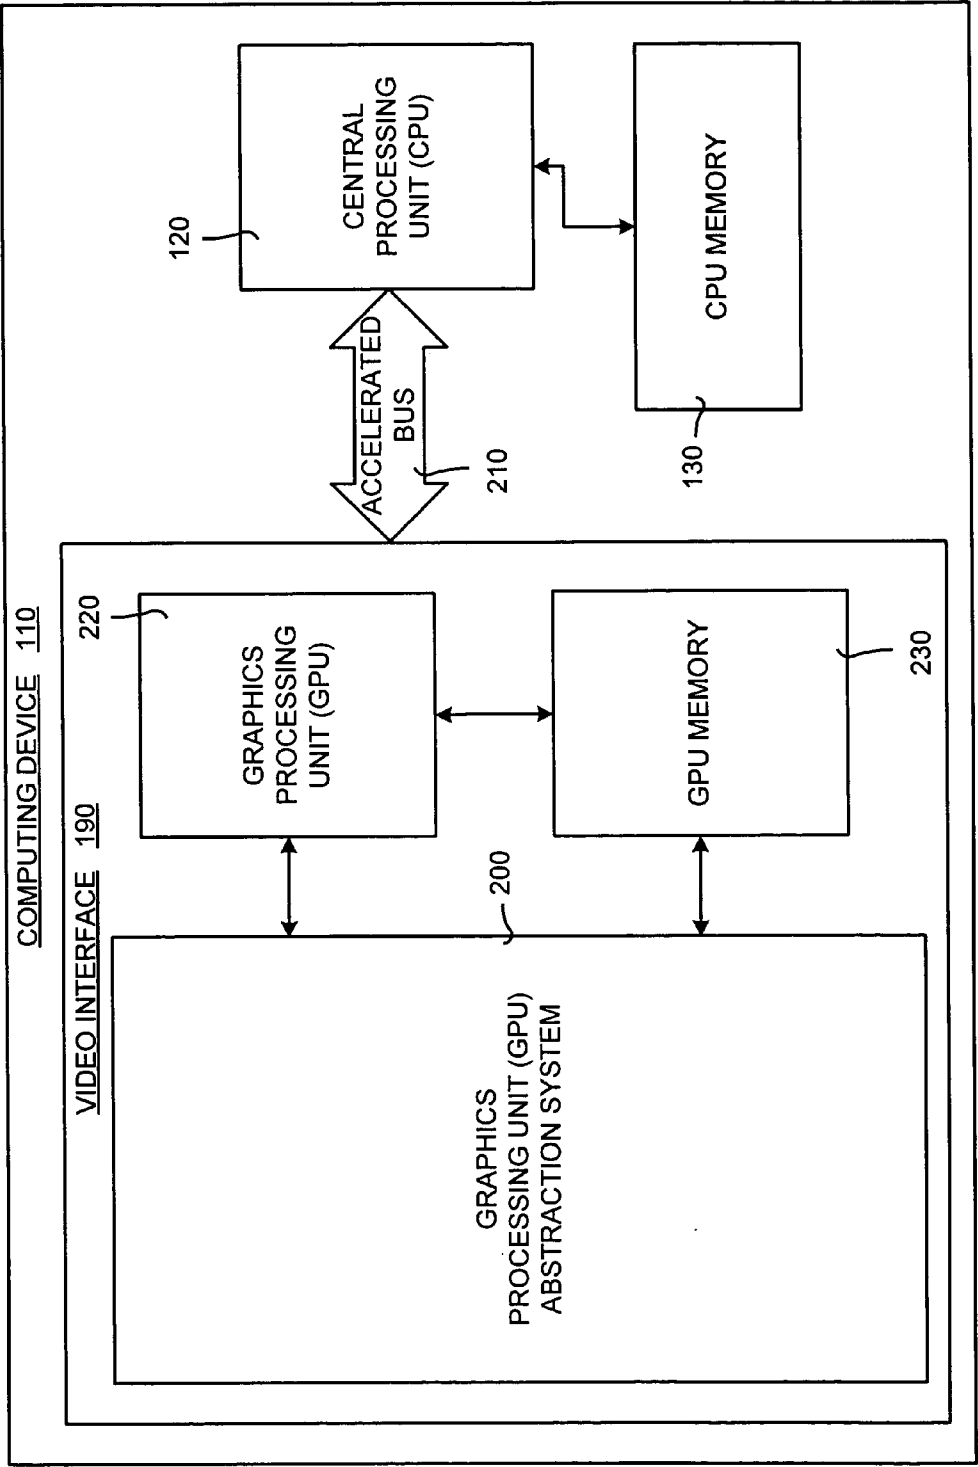 COMPUTING DEVICE 110
VIDEO INTERFACE 190
GRAPHICS
PROCESSING UNIT (GPU)
ABSTRACTION SYSTEM
200
220
GRAPHICS
PROCESSING
UNIT (GPU)
GPU MEMORY
230
ACCELERATED
BUS
210
120
CENTRAL
PROCESSING
UNIT (CPU)
CPU MEMORY
130